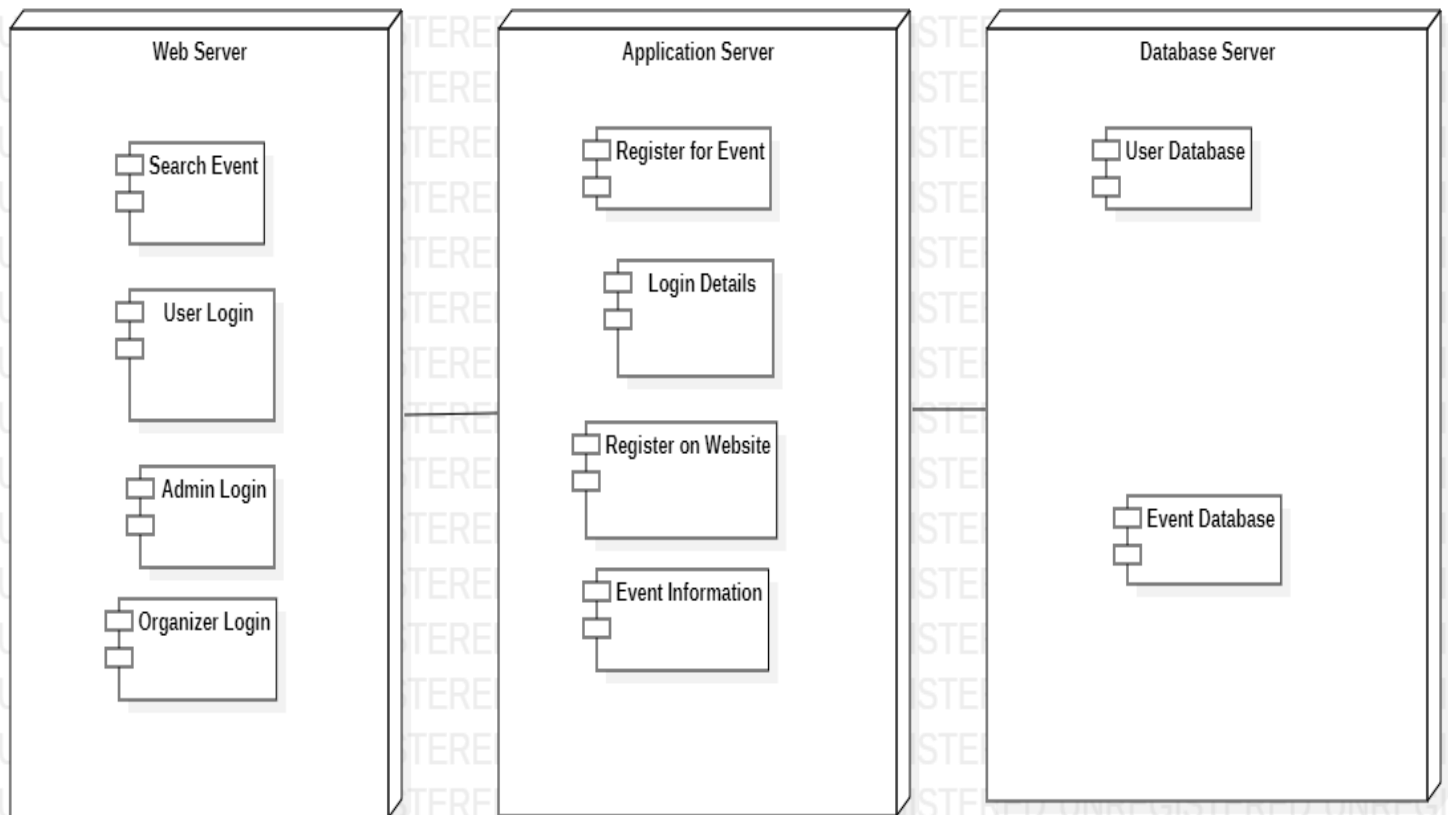 Web Server
Search Event
User Login
Admin Login
Organizer Login
Application Server
Register for Event
Login Details
Register on Website
Event Information
Database Server
User Database
Event Database
UNREGISTERED